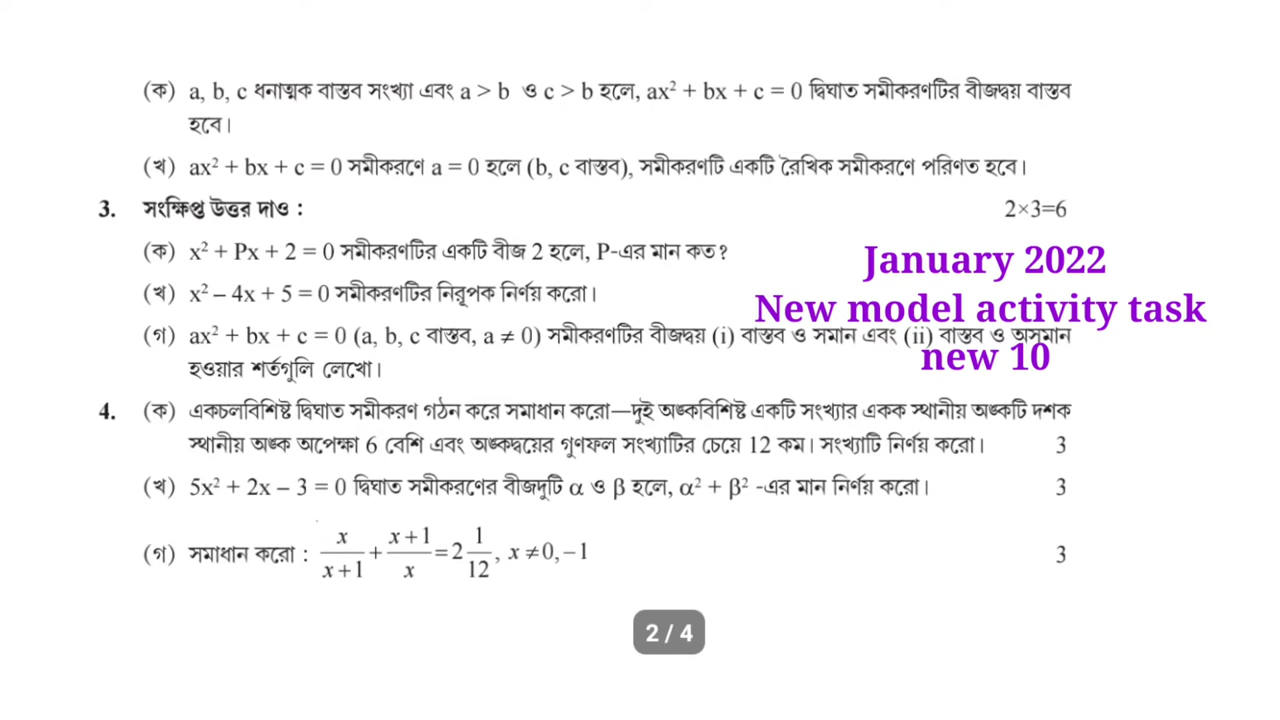 (ক) a, b, c ধনাত্মক বাস্তব সংখ্যা এবং a > b ও c > b হলে, ax² + bx + c = 0 দ্বিঘাত সমীকরণটির বীজদ্বয় বাস্তব
হবে।
(খ) ax² + bx + c = 0 সমীকরণে a = 0 হলে (b, c বাস্তব), সমীকরণটি একটি রৈখিক সমীকরণে পরিণত হবে।
3. সংক্ষিপ্ত উত্তর দাও : 2×3=6
(ক) x² + Px + 2 = 0 সমীকরণটির একটি বীজ 2 হলে, P-এর মান কত?
(খ) x² – 4x + 5 = 0 সমীকরণটির নিরূপক নির্ণয় করো।
(গ) ax² + bx + c = 0 (a, b, c বাস্তব, a ≠ 0) সমীকরণটির বীজদ্বয় (i) বাস্তব ও সমান এবং (ii) বাস্তব ও অসমান
হওয়ার শর্তগুলি লেখো।
January 2022
New model activity task
new 10
4. (ক) একচলবিশিষ্ট দ্বিঘাত সমীকরণ গঠন করে সমাধান করো—দুই অঙ্কবিশিষ্ট একটি সংখ্যার একক স্থানীয় অঙ্কটি দশক
স্থানীয় অঙ্ক অপেক্ষা 6 বেশি এবং অঙ্কদ্বয়ের গুণফল সংখ্যাটির চেয়ে 12 কম। সংখ্যাটি নির্ণয় করো। 3
(খ) 5x² + 2x – 3 = 0 দ্বিঘাত সমীকরণের বীজদুটি α ও β হলে, α² + β² -এর মান নির্ণয় করো। 3
(গ) সমাধান করো : x/(x+1) + (x+1)/x = 2 1/12, x ≠ 0, –1 3
2 / 4